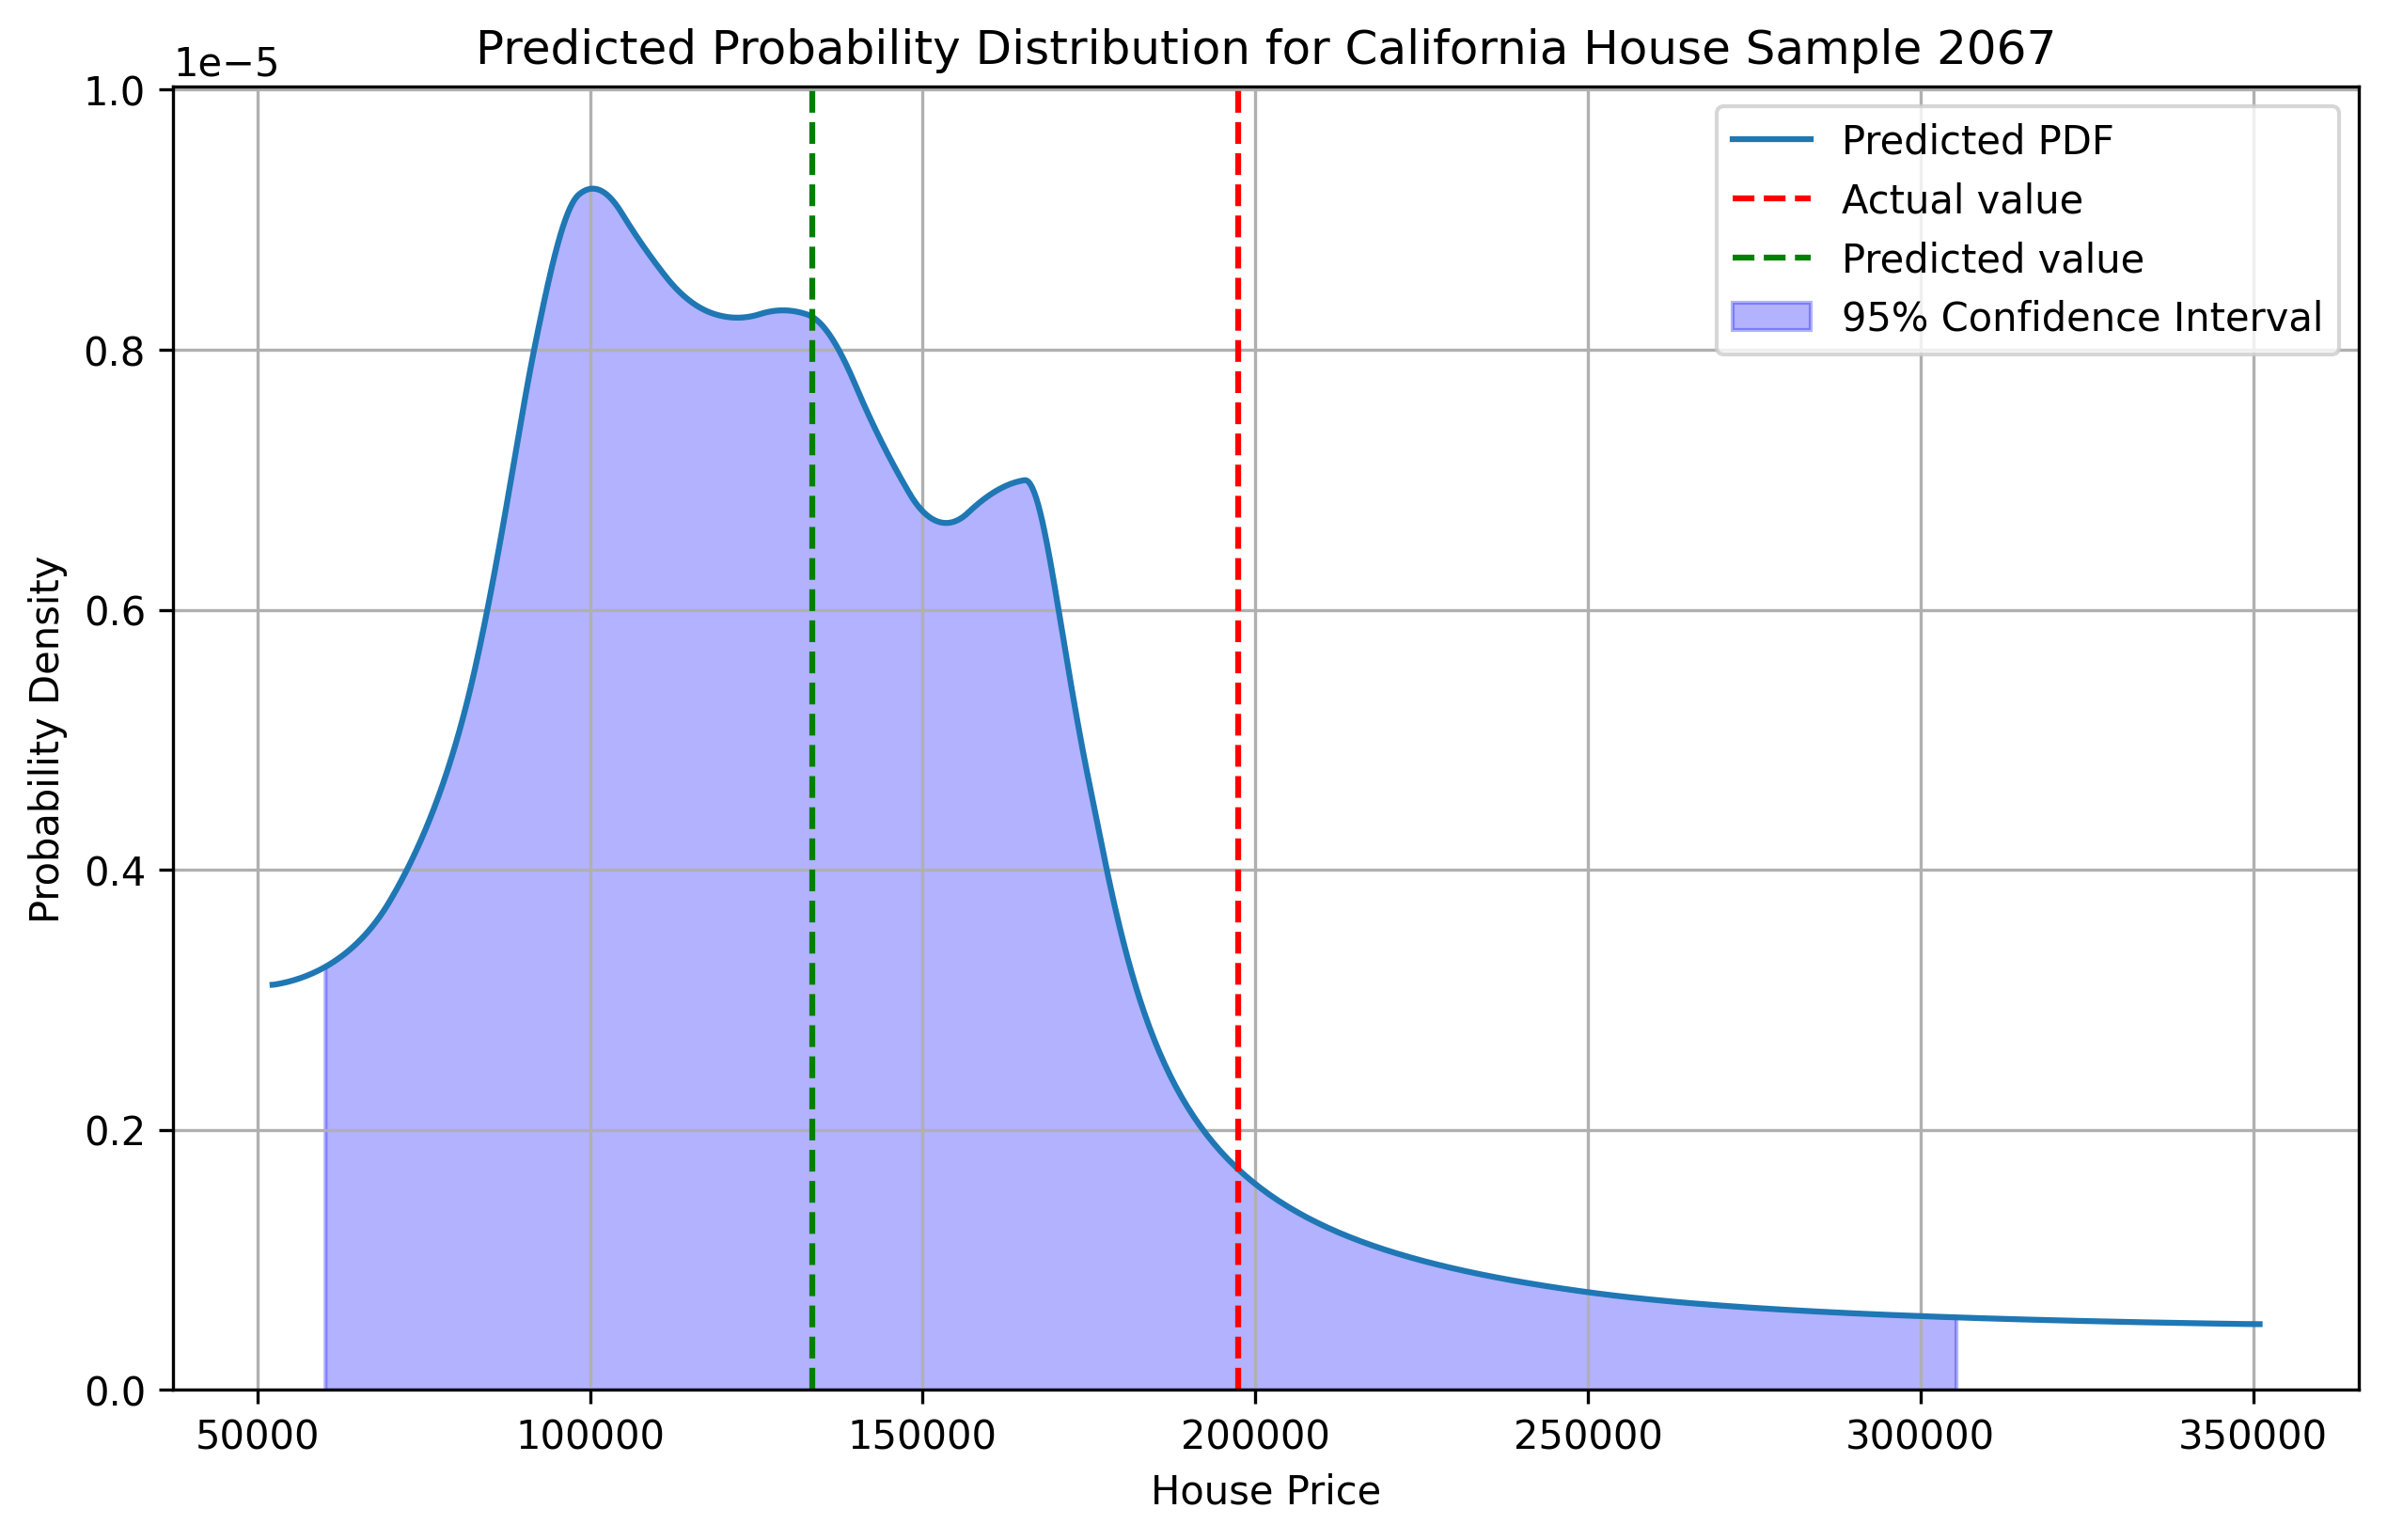 Predicted Probability Distribution for California House Sample 2067
1e−5
1.0
0.8
0.6
0.4
0.2
0.0
Probability Density
Predicted PDF
Actual value
Predicted value
95% Confidence Interval
50000 100000 150000 200000 250000 300000 350000
House Price